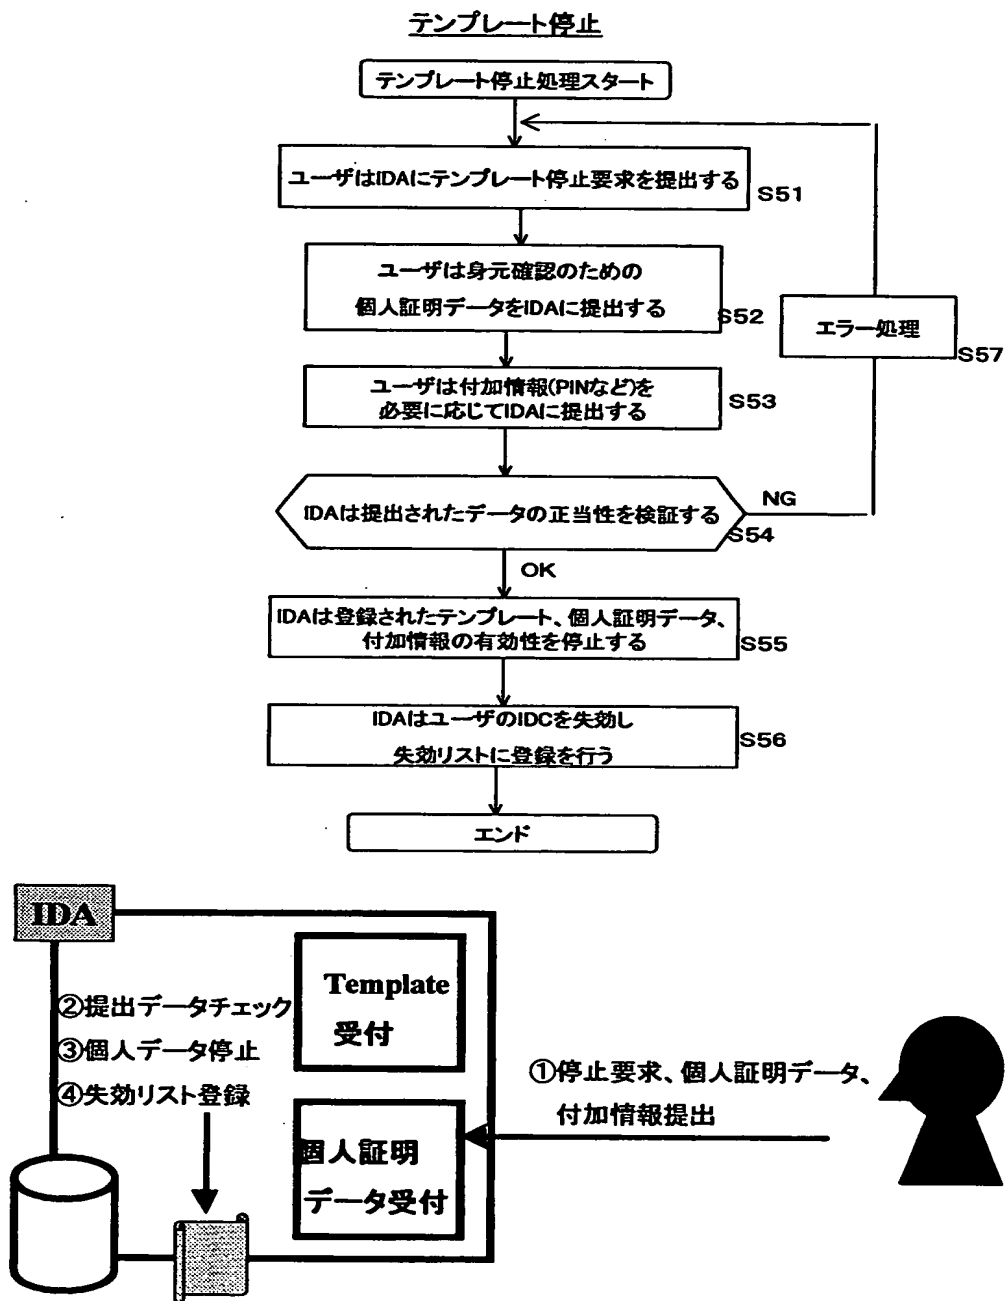 テンプレート停止
テンプレート停止処理スタート
ユーザはIDAにテンプレート停止要求を提出する
S51
ユーザは身元確認のための
個人証明データをIDAに提出する
S52
エラー処理
S57
ユーザは付加情報(PINなど)を
必要に応じてIDAに提出する
S53
IDAは提出されたデータの正当性を検証する
NG
S54
OK
IDAは登録されたテンプレート、個人証明データ、
付加情報の有効性を停止する
S55
IDAはユーザのIDCを失効し
失効リストに登録を行う
S56
エンド
IDA
Template
受付
②提出データチェック
③個人データ停止
④失効リスト登録
①停止要求、個人証明データ、
付加情報提出
個人証明
データ受付